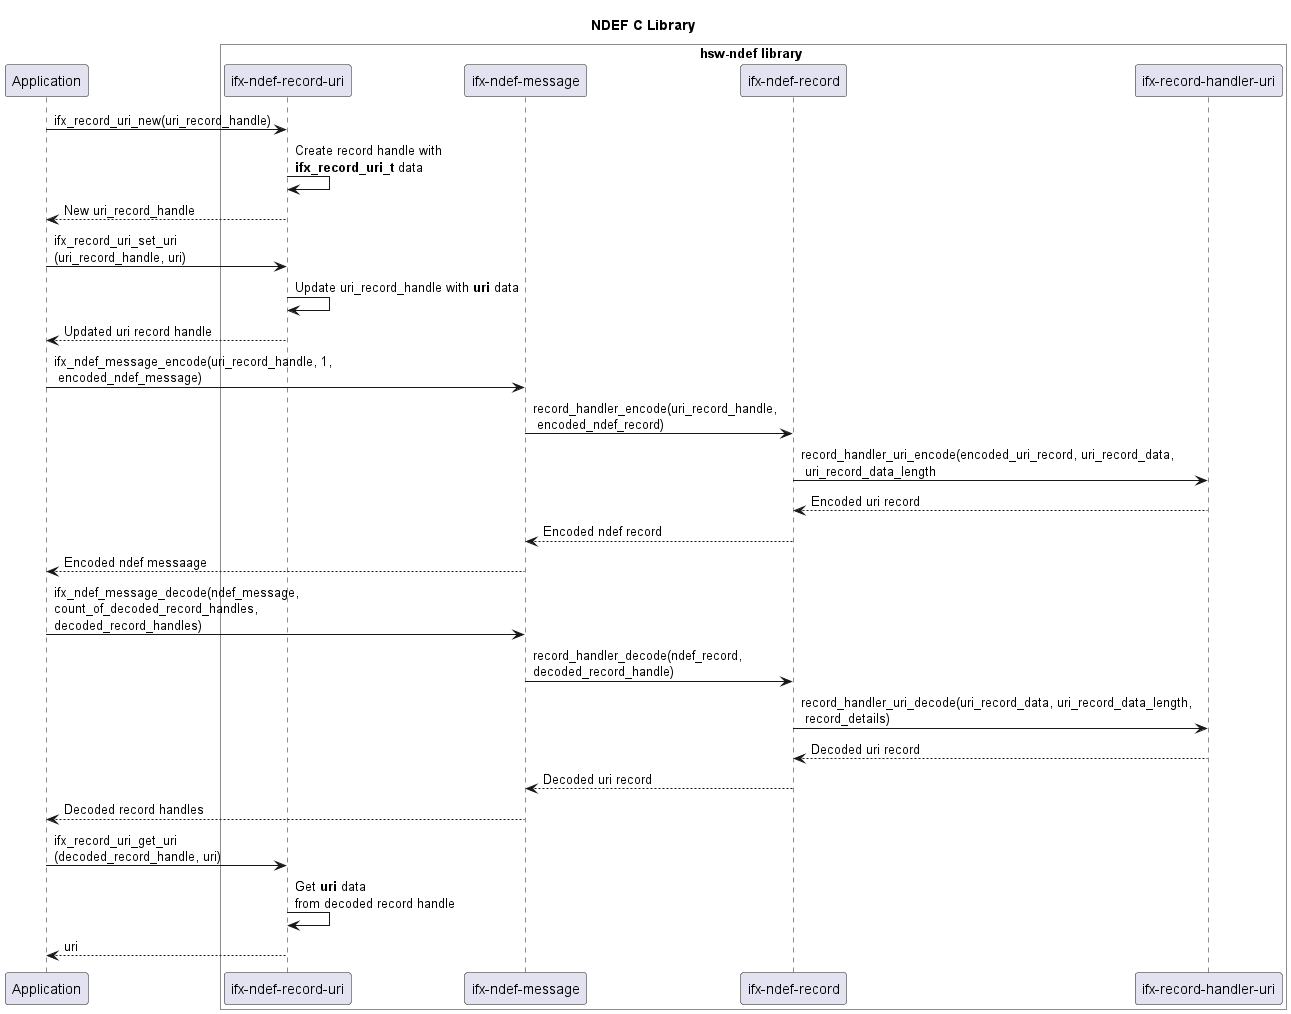 NDEF C Library
hsw-ndef library
Application
ifx-ndef-record-uri
ifx-ndef-message
ifx-ndef-record
ifx-record-handler-uri
ifx_record_uri_new(uri_record_handle)
Create record handle with
ifx_record_uri_t data
New uri_record_handle
ifx_record_uri_set_uri
(uri_record_handle, uri)
Update uri_record_handle with uri data
Updated uri record handle
ifx_ndef_message_encode(uri_record_handle, 1,
encoded_ndef_message)
record_handler_encode(uri_record_handle,
encoded_ndef_record)
record_handler_uri_encode(encoded_uri_record, uri_record_data,
uri_record_data_length
Encoded uri record
Encoded ndef record
Encoded ndef messaage
ifx_ndef_message_decode(ndef_message,
count_of_decoded_record_handles,
decoded_record_handles)
record_handler_decode(ndef_record,
decoded_record_handle)
record_handler_uri_decode(uri_record_data, uri_record_data_length,
record_details)
Decoded uri record
Decoded uri record
Decoded record handles
ifx_record_uri_get_uri
(decoded_record_handle, uri)
Get uri data
from decoded record handle
uri
Application
ifx-ndef-record-uri
ifx-ndef-message
ifx-ndef-record
ifx-record-handler-uri